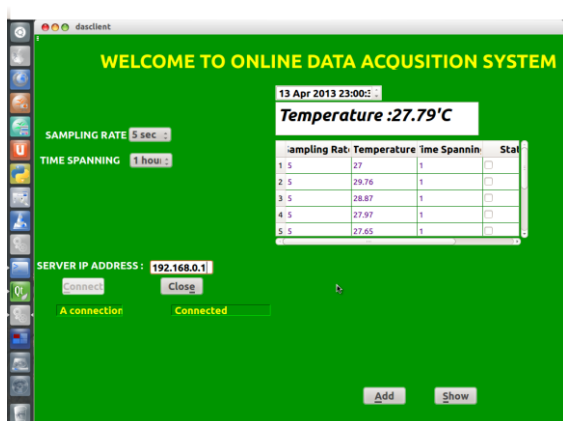 dasclient
WELCOME TO ONLINE DATA ACQUSITION SYSTEM
13 Apr 2013 23:00:3
Temperature :27.79'C
SAMPLING RATE 5 sec
TIME SPANNING 1 hour
ampling Rat Temperature Time Spannin Stat
1 5 27 1
2 5 29.76 1
3 5 28.87 1
4 5 27.97 1
5 5 27.65 1
SERVER IP ADDRESS : 192.168.0.1
Connect Close
A connection Connected
Add Show